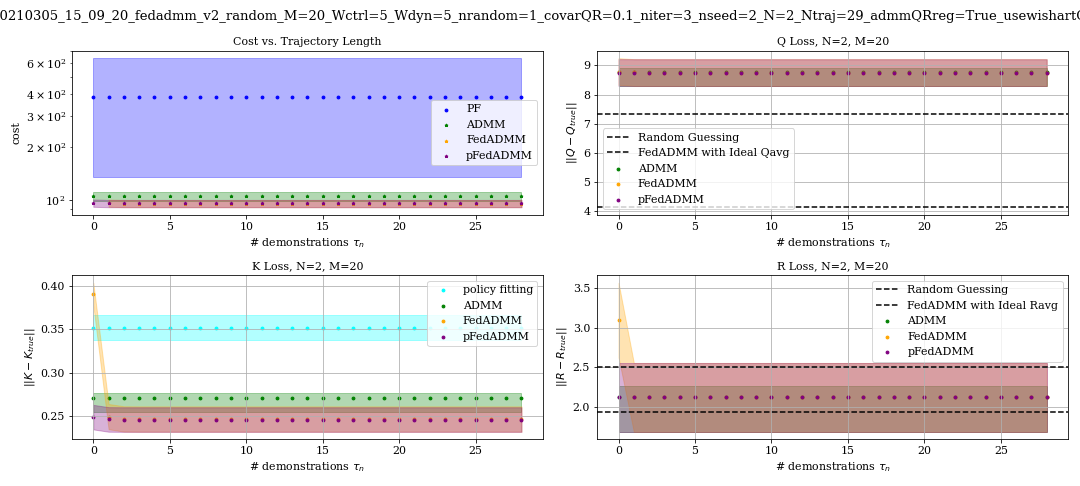 0210305_15_09_20_fedadmm_v2_random_M=20_Wctrl=5_Wdyn=5_nrandom=1_covarQR=0.1_niter=3_nseed=2_N=2_Ntraj=29_admmQRreg=True_usewishart
Cost vs. Trajectory Length
6 × 10²
4 × 10²
3 × 10²
2 × 10²
10²
cost
PF
ADMM
FedADMM
pFedADMM
0 5 10 15 20 25
# demonstrations τₙ
Q Loss, N=2, M=20
9
8
7
6
5
4
||Q − Q_true||
Random Guessing
FedADMM with Ideal Qavg
ADMM
FedADMM
pFedADMM
0 5 10 15 20 25
# demonstrations τₙ
K Loss, N=2, M=20
0.40
0.35
0.30
0.25
||K − K_true||
policy fitting
ADMM
FedADMM
pFedADMM
0 5 10 15 20 25
# demonstrations τₙ
R Loss, N=2, M=20
3.5
3.0
2.5
2.0
||R − R_true||
Random Guessing
FedADMM with Ideal Ravg
ADMM
FedADMM
pFedADMM
0 5 10 15 20 25
# demonstrations τₙ